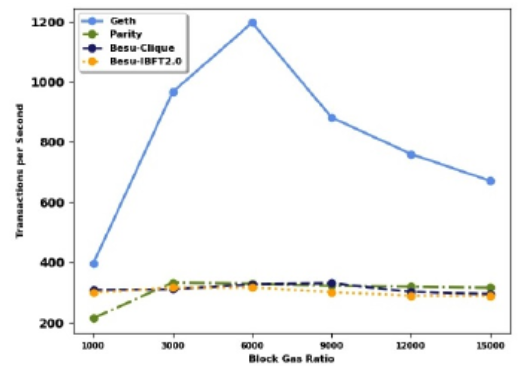 Geth
Parity
Besu-Clique
Besu-IBFT2.0
1200
1000
800
600
400
200
Transactions per Second
1000 3000 6000 9000 12000 15000
Block Gas Ratio